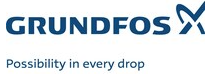 GRUNDFOS
Possibility in every drop